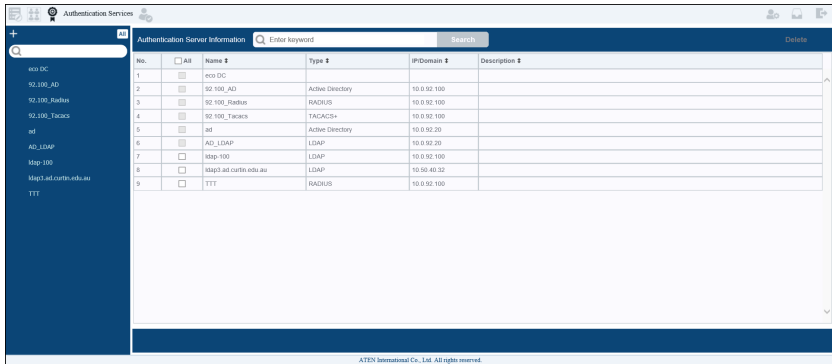 Authentication Services
+ All
eco DC
92.100_AD
92.100_Radius
92.100_Tacacs
ad
AD_LDAP
ldap-100
ldap3.ad.curtin.edu.au
TTT
Authentication Server Information Enter keyword Search Delete
No. All Name Type IP/Domain Description
1 eco DC
2 92.100_AD Active Directory 10.0.92.100
3 92.100_Radius RADIUS 10.0.92.100
4 92.100_Tacacs TACACS+ 10.0.92.100
5 ad Active Directory 10.0.92.20
6 AD_LDAP LDAP 10.0.92.20
7 ldap-100 LDAP 10.0.92.100
8 ldap3.ad.curtin.edu.au LDAP 10.50.40.32
9 TTT RADIUS 10.0.92.100
ATEN International Co., Ltd. All rights reserved.